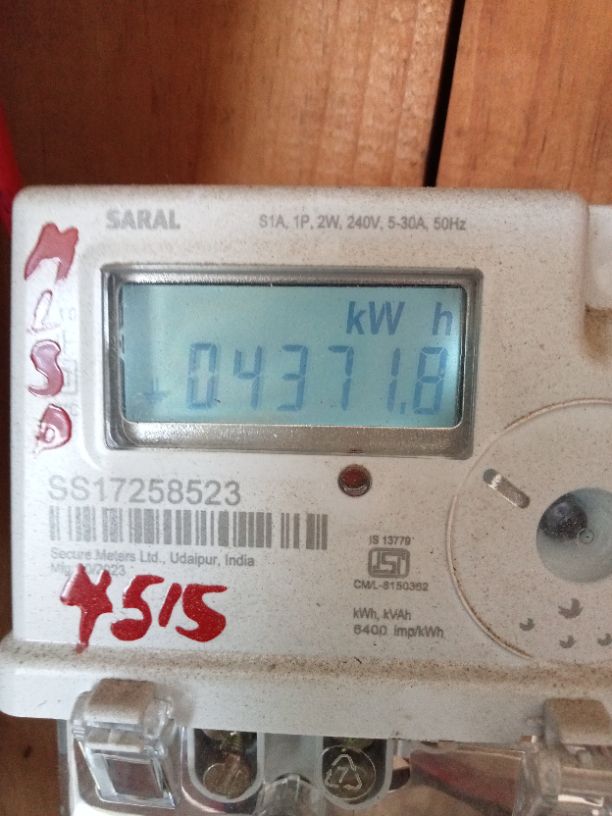 SARAL
S1A, 1P, 2W, 240V, 5-30A, 50Hz
kW h
04371.8
SS17258523
Secure Meters Ltd., Udaipur, India
IS 13779
ISI
CM/L-8150362
kWh, kVAh
6400 imp/kWh
4515